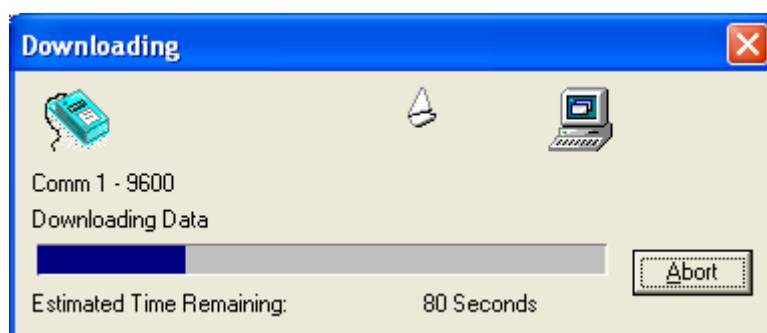 Downloading
Comm 1 - 9600
Downloading Data
Abort
Estimated Time Remaining: 80 Seconds